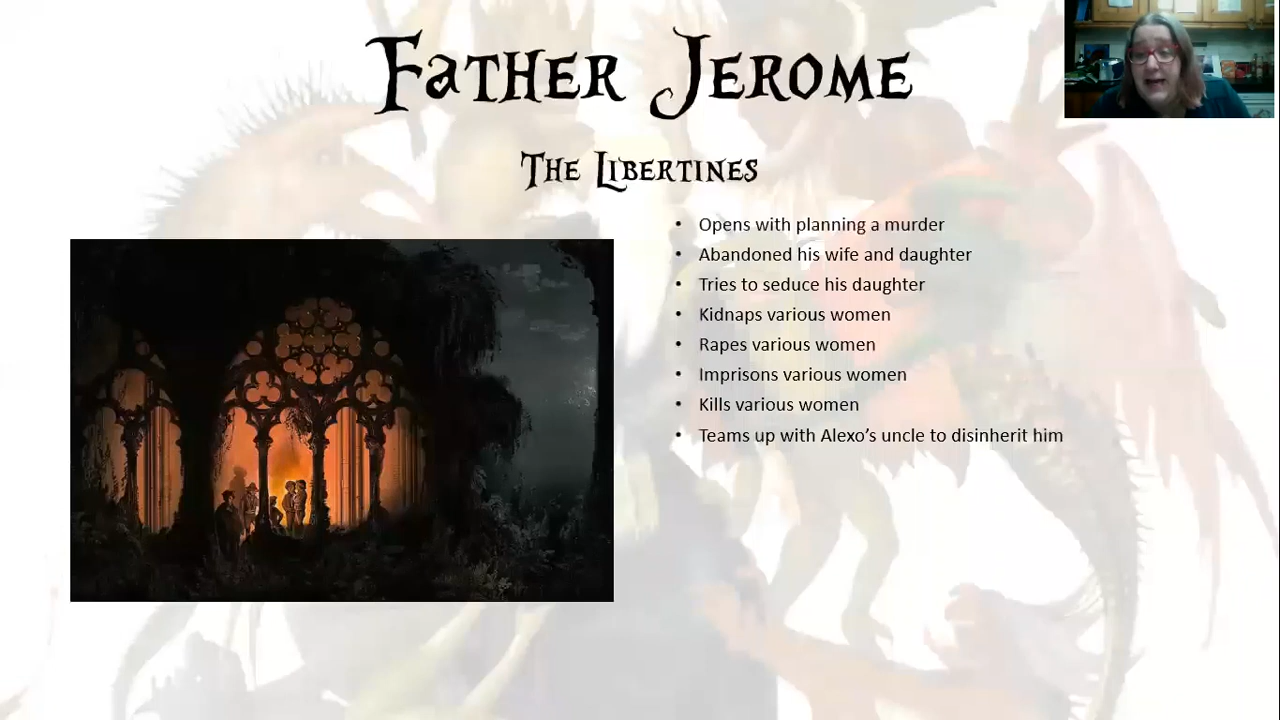 Father Jerome
The Libertines
• Opens with planning a murder
• Abandoned his wife and daughter
• Tries to seduce his daughter
• Kidnaps various women
• Rapes various women
• Imprisons various women
• Kills various women
• Teams up with Alexo’s uncle to disinherit him